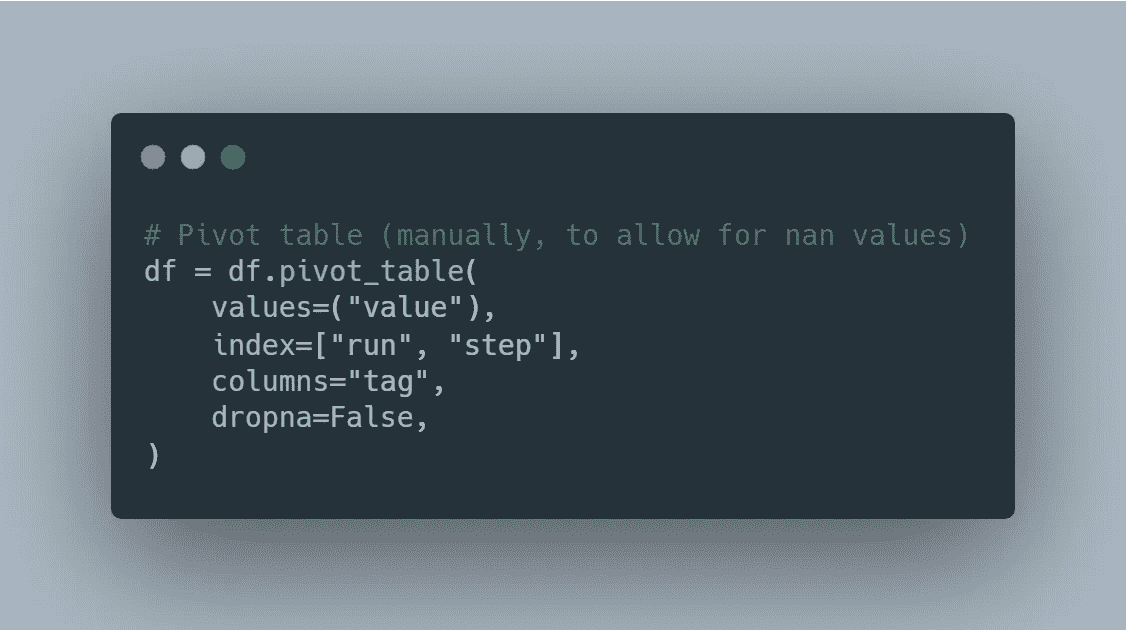 # Pivot table (manually, to allow for nan values)
df = df.pivot_table(
    values=("value"),
    index=["run", "step"],
    columns="tag",
    dropna=False,
)